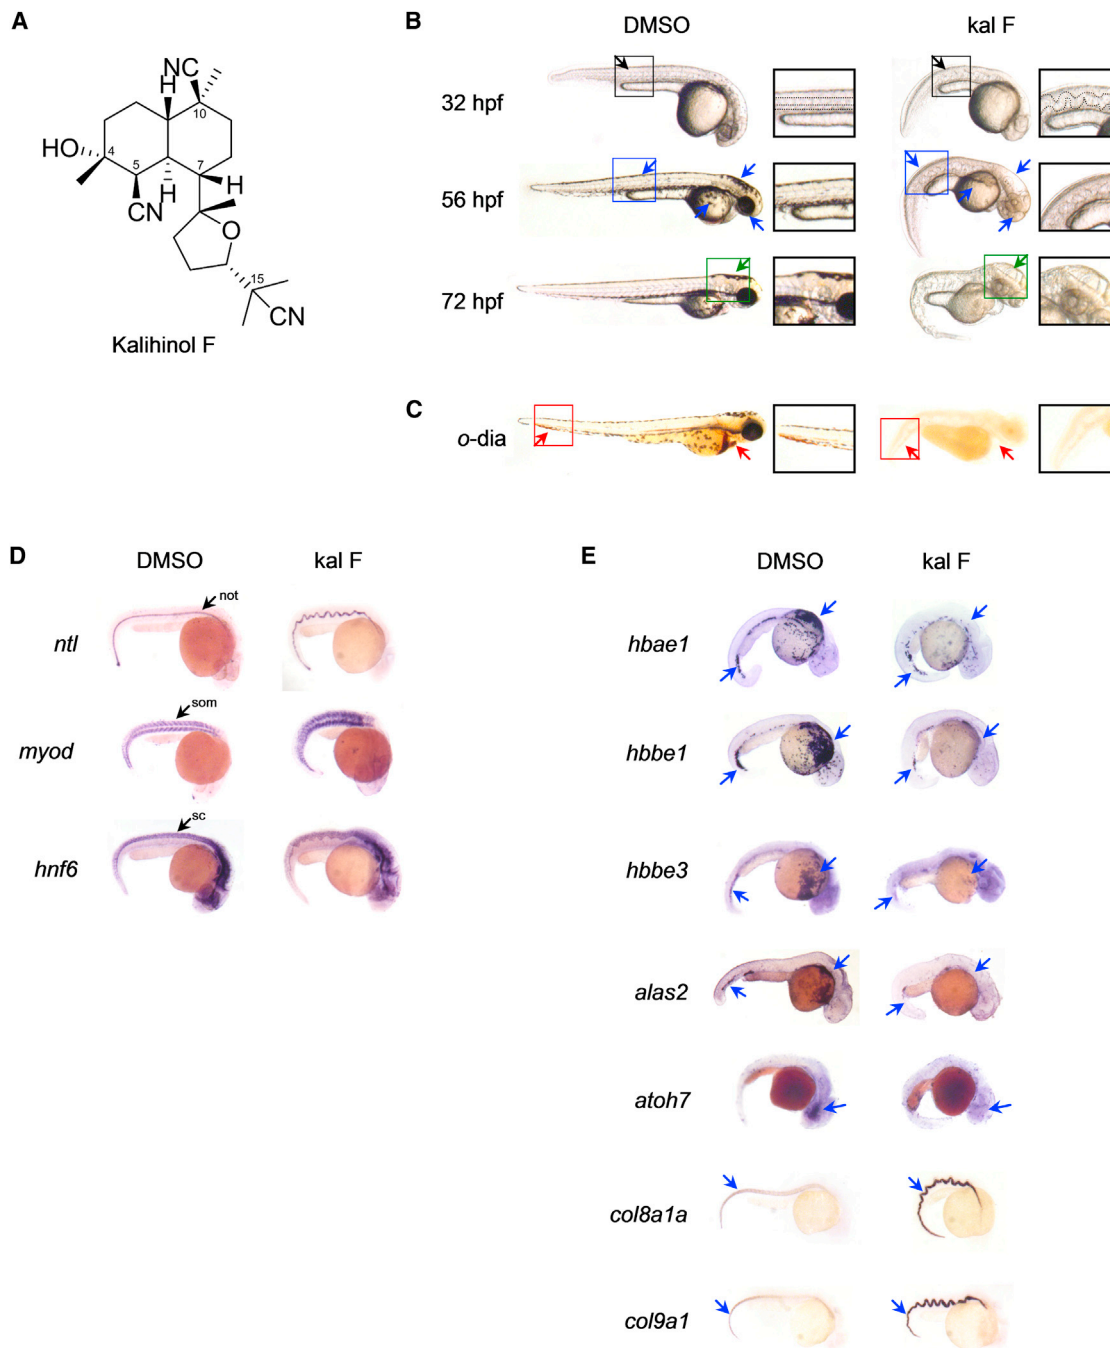 A
NC
H
10
HO
4
5
7
H
H
CN
O
15
CN
Kalihinol F
B
DMSO
kal F
32 hpf
56 hpf
72 hpf
C
o-dia
D
DMSO
kal F
ntl
not
myod
som
hnf6
sc
E
DMSO
kal F
hbae1
hbbe1
hbbe3
alas2
atoh7
col8a1a
col9a1